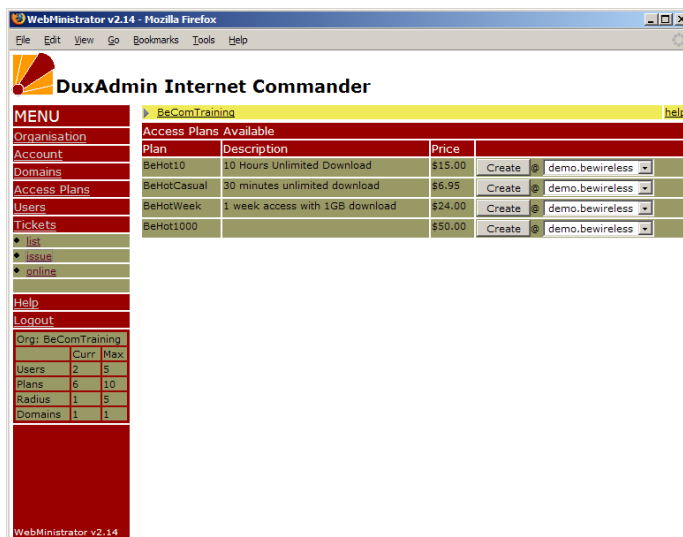 WebMinistrator v2.14 - Mozilla Firefox
File Edit View Go Bookmarks Tools Help
DuxAdmin Internet Commander
MENU
Organisation
Account
Domains
Access Plans
Users
Tickets
list
issue
online
Help
Logout
Org: BeComTraining
Curr Max
Users 2 5
Plans 6 10
Radius 1 5
Domains 1 1
WebMinistrator v2.14
BeComTraining help
Access Plans Available
Plan Description Price
BeHot10 10 Hours Unlimited Download $15.00 Create @ demo.bewireless
BeHotCasual 30 minutes unlimited download $6.95 Create @ demo.bewireless
BeHotWeek 1 week access with 1GB download $24.00 Create @ demo.bewireless
BeHot1000 $50.00 Create @ demo.bewireless